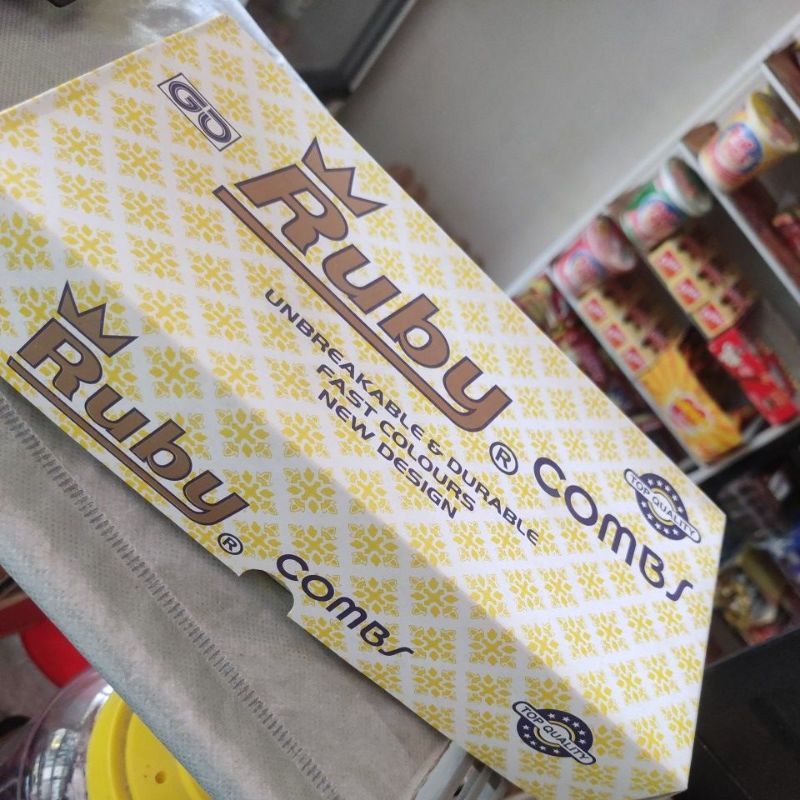 GD
Ruby® COMBS
UNBREAKABLE & DURABLE
FAST COLOURS
NEW DESIGN
TOP QUALITY
Ruby® COMBS
TOP QUALITY